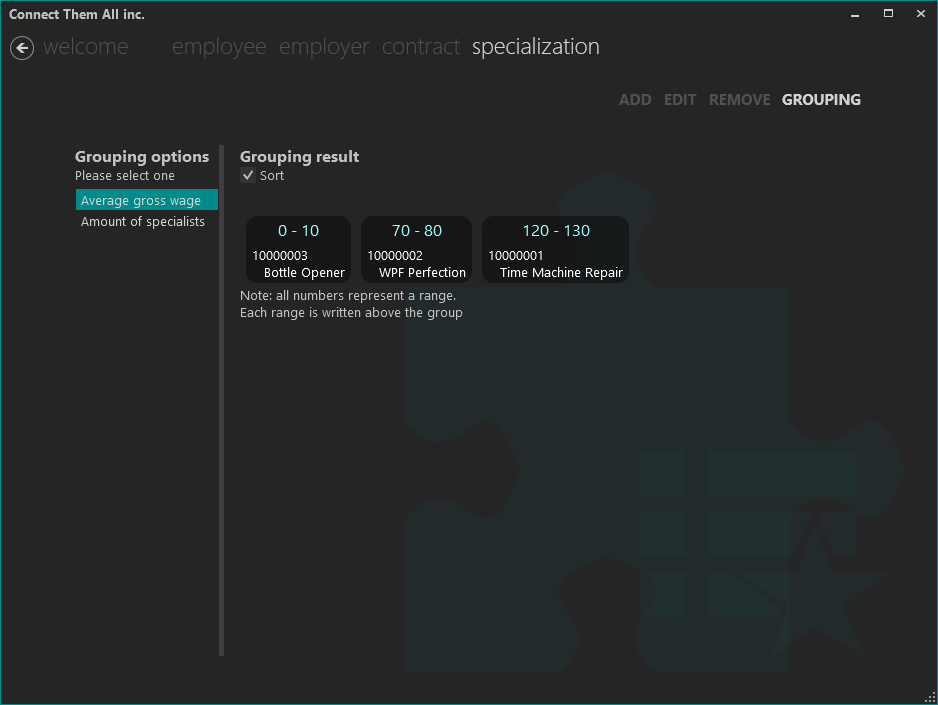 Connect Them All inc.
welcome employee employer contract specialization
ADD EDIT REMOVE GROUPING
Grouping options
Please select one
Average gross wage
Amount of specialists
Grouping result
Sort
0 - 10
10000003
Bottle Opener
70 - 80
10000002
WPF Perfection
120 - 130
10000001
Time Machine Repair
Note: all numbers represent a range.
Each range is written above the group